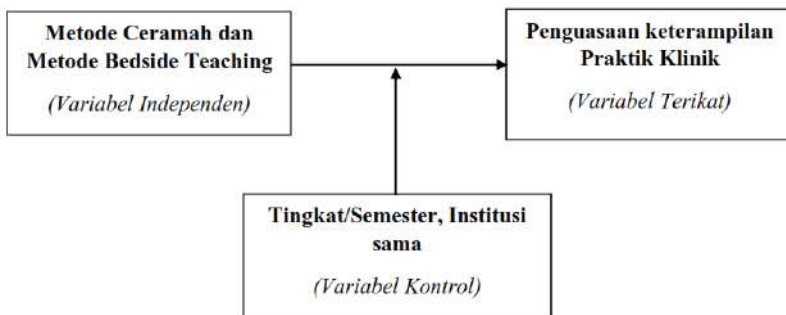 Metode Ceramah dan
Metode Bedside Teaching
(Variabel Independen)
Penguasaan keterampilan
Praktik Klinik
(Variabel Terikat)
Tingkat/Semester, Institusi
sama
(Variabel Kontrol)